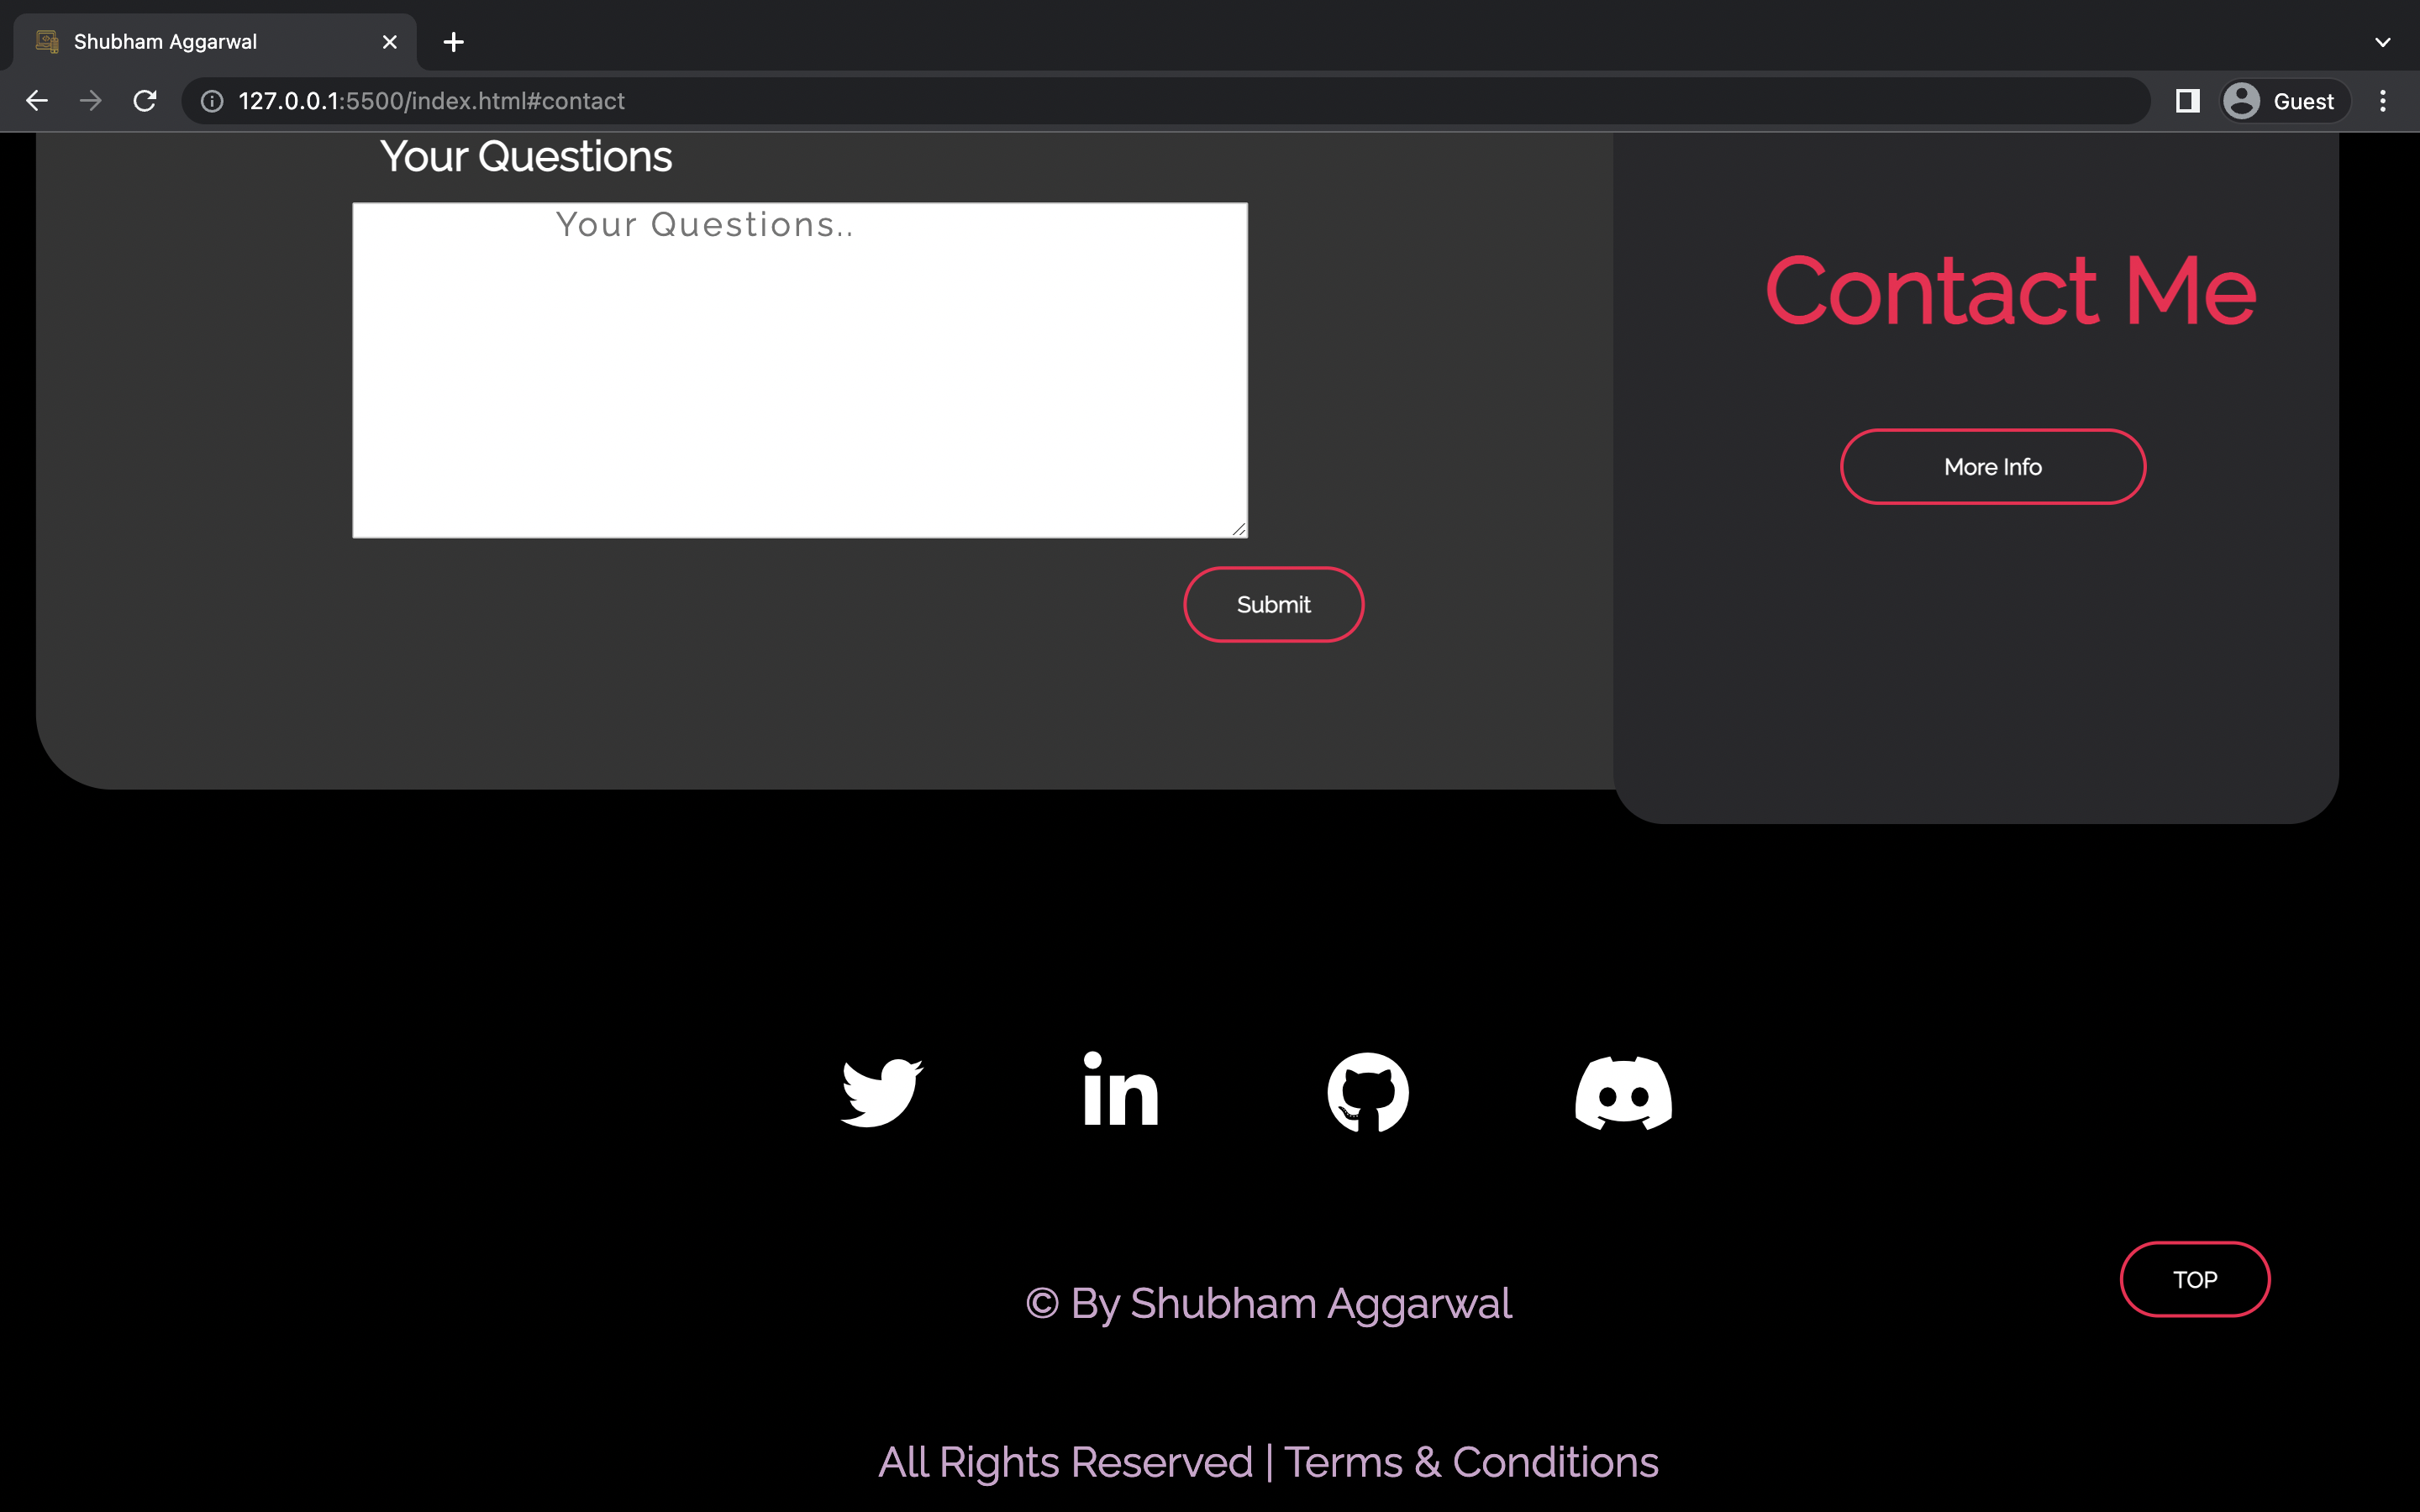 Shubham Aggarwal
127.0.0.1:5500/index.html#contact
Guest
Your Questions
Your Questions..
Contact Me
More Info
Submit
in
TOP
© By Shubham Aggarwal
All Rights Reserved | Terms & Conditions